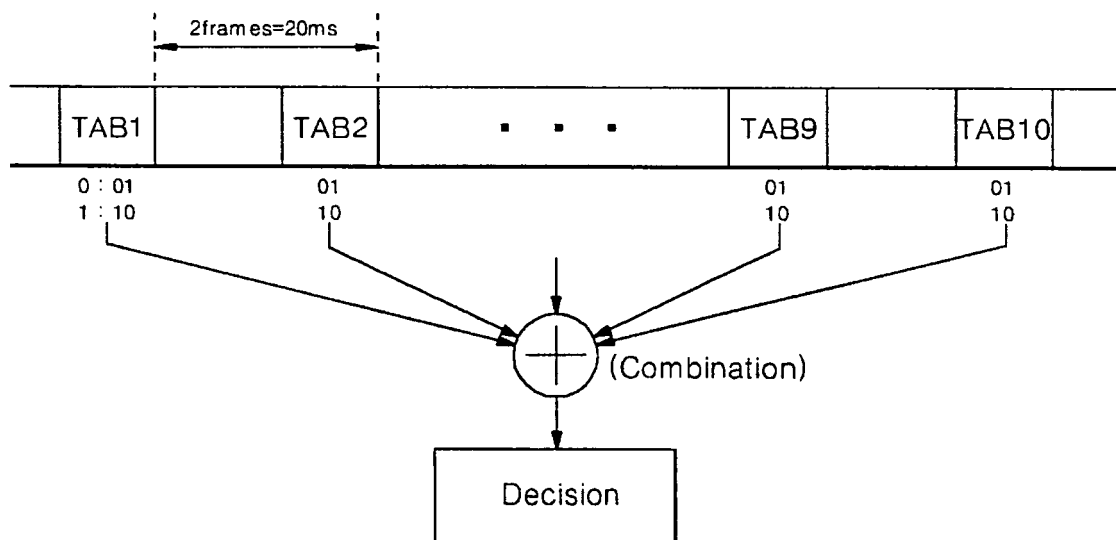 2frames=20ms
TAB1 TAB2 . . . TAB9 TAB10
0 : 01 01 01 01
1 : 10 10 10 10
(Combination)
Decision